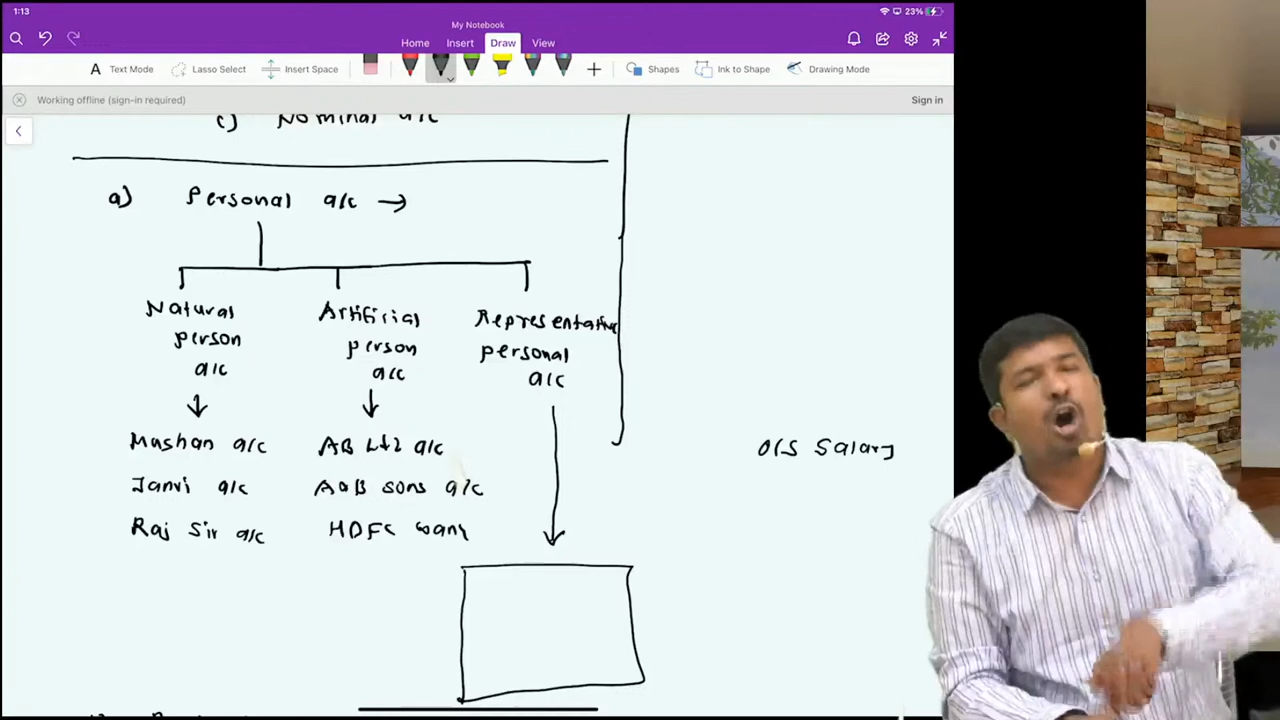 1:13
23%
My Notebook
Home Insert Draw View
Text Mode Lasso Select Insert Space Shapes Ink to Shape Drawing Mode
Working offline (sign-in required) Sign in
c) Nominal a/c
a) Personal a/c →
Natural person a/c
Artificial person a/c
Representative personal a/c
Mushan a/c AB Ltd a/c
O/S Salary
Janvi a/c A&B sons a/c
Raj Sir a/c HDFC Bank